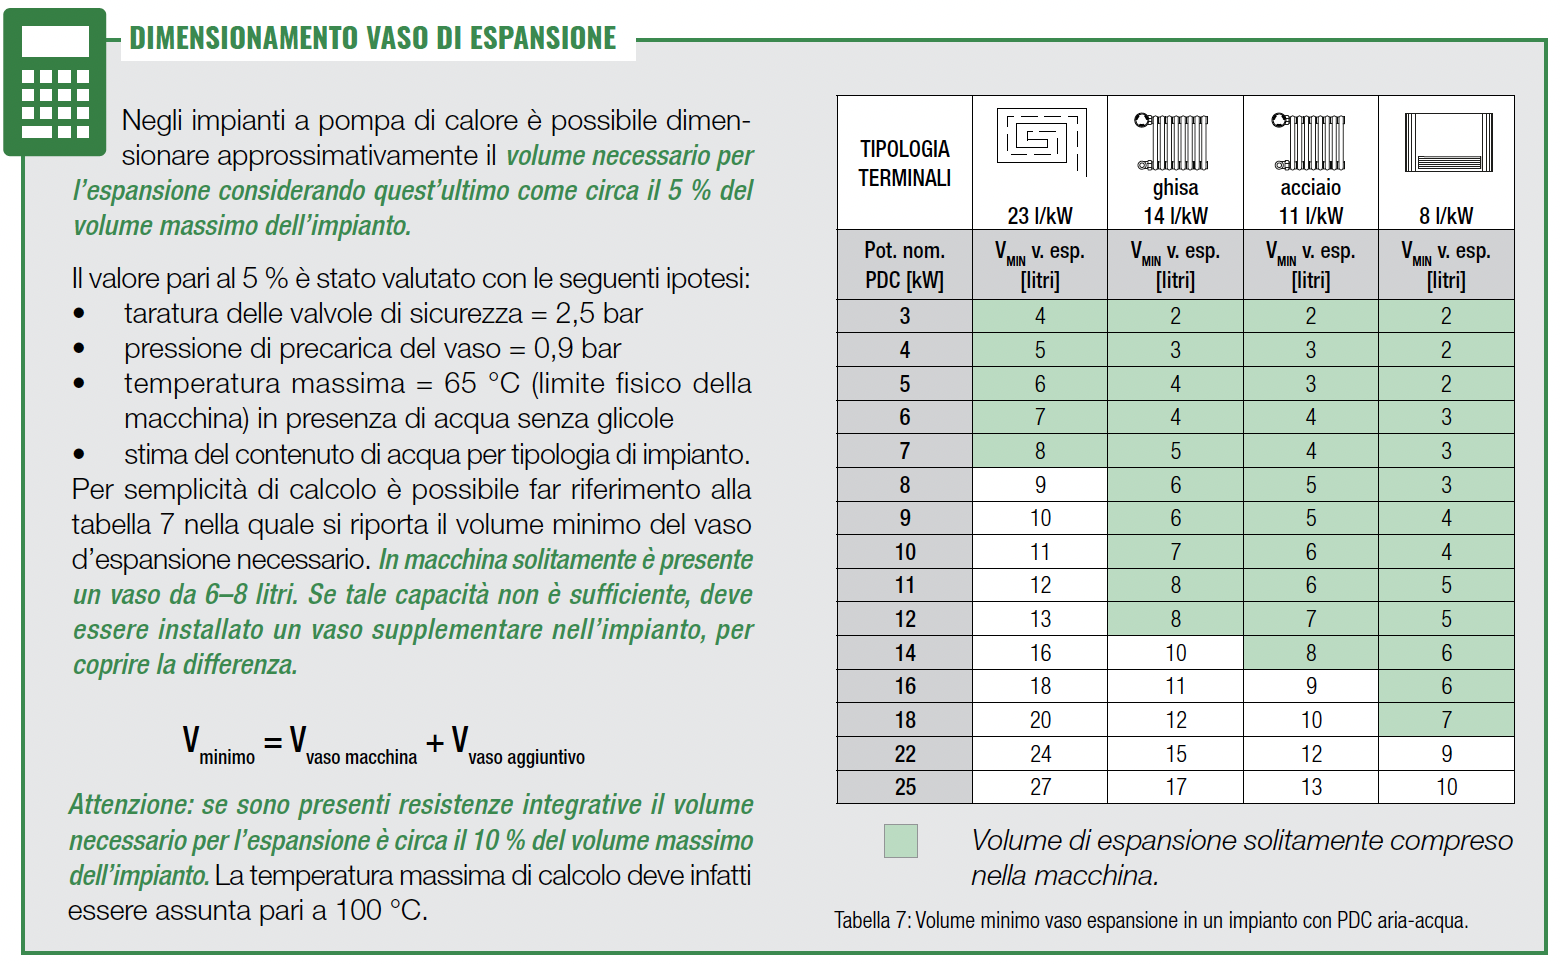 DIMENSIONAMENTO VASO DI ESPANSIONE
Negli impianti a pompa di calore è possibile dimen-
sionare approssimativamente il volume necessario per
l’espansione considerando quest’ultimo come circa il 5 % del
volume massimo dell’impianto.
Il valore pari al 5 % è stato valutato con le seguenti ipotesi:
• taratura delle valvole di sicurezza = 2,5 bar
• pressione di precarica del vaso = 0,9 bar
• temperatura massima = 65 °C (limite fisico della
macchina) in presenza di acqua senza glicole
• stima del contenuto di acqua per tipologia di impianto.
Per semplicità di calcolo è possibile far riferimento alla
tabella 7 nella quale si riporta il volume minimo del vaso
d’espansione necessario. In macchina solitamente è presente
un vaso da 6–8 litri. Se tale capacità non è sufficiente, deve
essere installato un vaso supplementare nell’impianto, per
coprire la differenza.
V minimo = V vaso macchina + V vaso aggiuntivo
Attenzione: se sono presenti resistenze integrative il volume
necessario per l’espansione è circa il 10 % del volume massimo
dell’impianto. La temperatura massima di calcolo deve infatti
essere assunta pari a 100 °C.
TIPOLOGIA
TERMINALI
ghisa acciaio
23 l/kW 14 l/kW 11 l/kW 8 l/kW
Pot. nom. VMIN v. esp. VMIN v. esp. VMIN v. esp. VMIN v. esp.
PDC [kW] [litri] [litri] [litri] [litri]
3 4 2 2 2
4 5 3 3 2
5 6 4 3 2
6 7 4 4 3
7 8 5 4 3
8 9 6 5 3
9 10 6 5 4
10 11 7 6 4
11 12 8 6 5
12 13 8 7 5
14 16 10 8 6
16 18 11 9 6
18 20 12 10 7
22 24 15 12 9
25 27 17 13 10
Volume di espansione solitamente compreso
nella macchina.
Tabella 7: Volume minimo vaso espansione in un impianto con PDC aria-acqua.